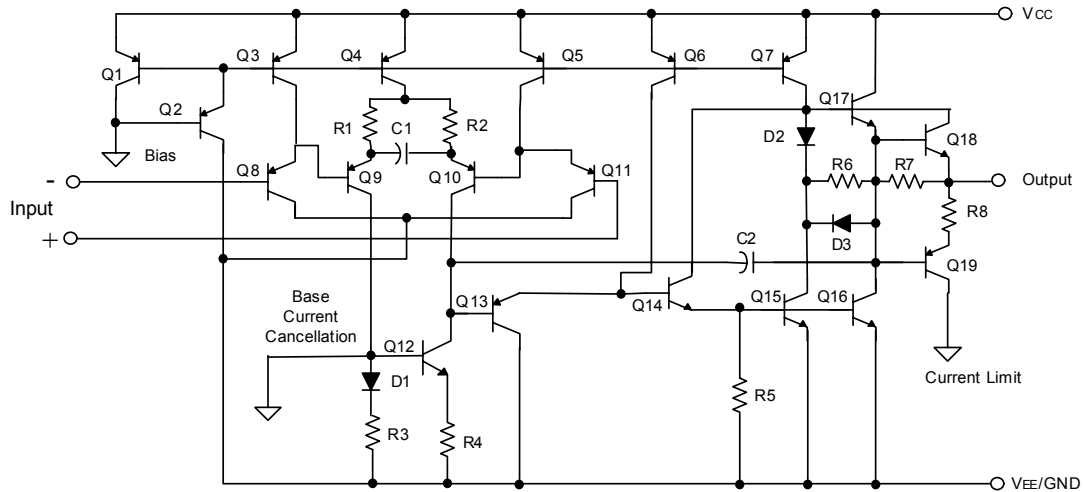 Vcc
Q1
Q2
Q3
Q4
Q5
Q6
Q7
Bias
R1
C1
R2
Q17
Q18
D2
R6
R7
Output
-
Input
+
Q8
Q9
Q10
Q11
R8
D3
C2
Q19
Base
Current
Cancellation
Q12
Q13
Q14
Q15
Q16
D1
R3
R4
R5
Current Limit
VEE/GND